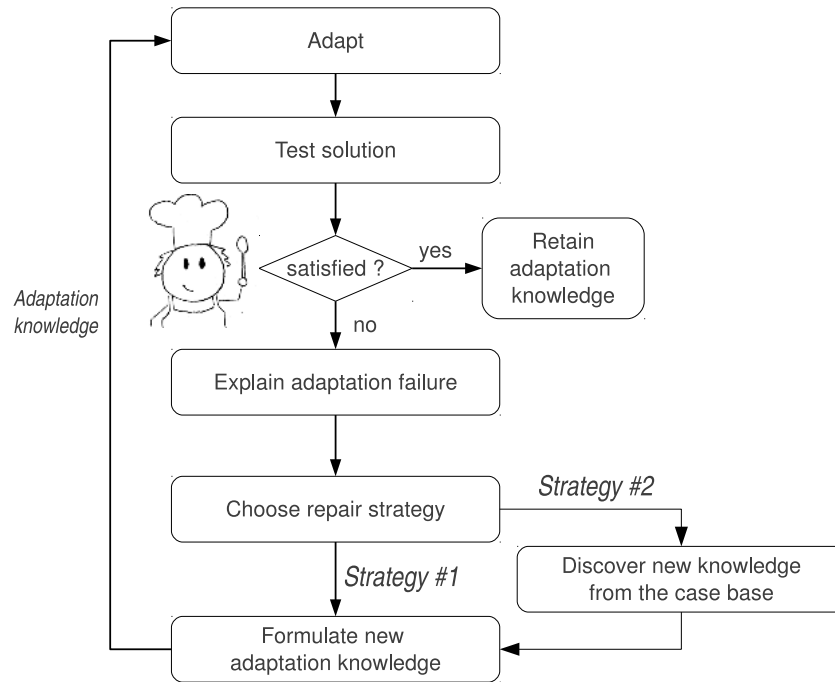 Adapt
Test solution
satisfied ?
yes
Retain
adaptation
knowledge
no
Adaptation
knowledge
Explain adaptation failure
Choose repair strategy
Strategy #2
Strategy #1
Discover new knowledge
from the case base
Formulate new
adaptation knowledge